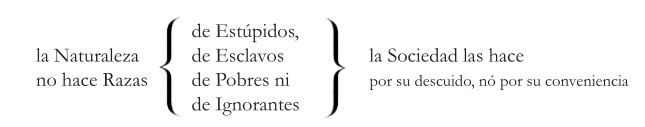 la Naturaleza
no hace Razas
de Estúpidos,
de Esclavos
de Pobres ni
de Ignorantes
la Sociedad las hace
por su descuido, nó por su conveniencia